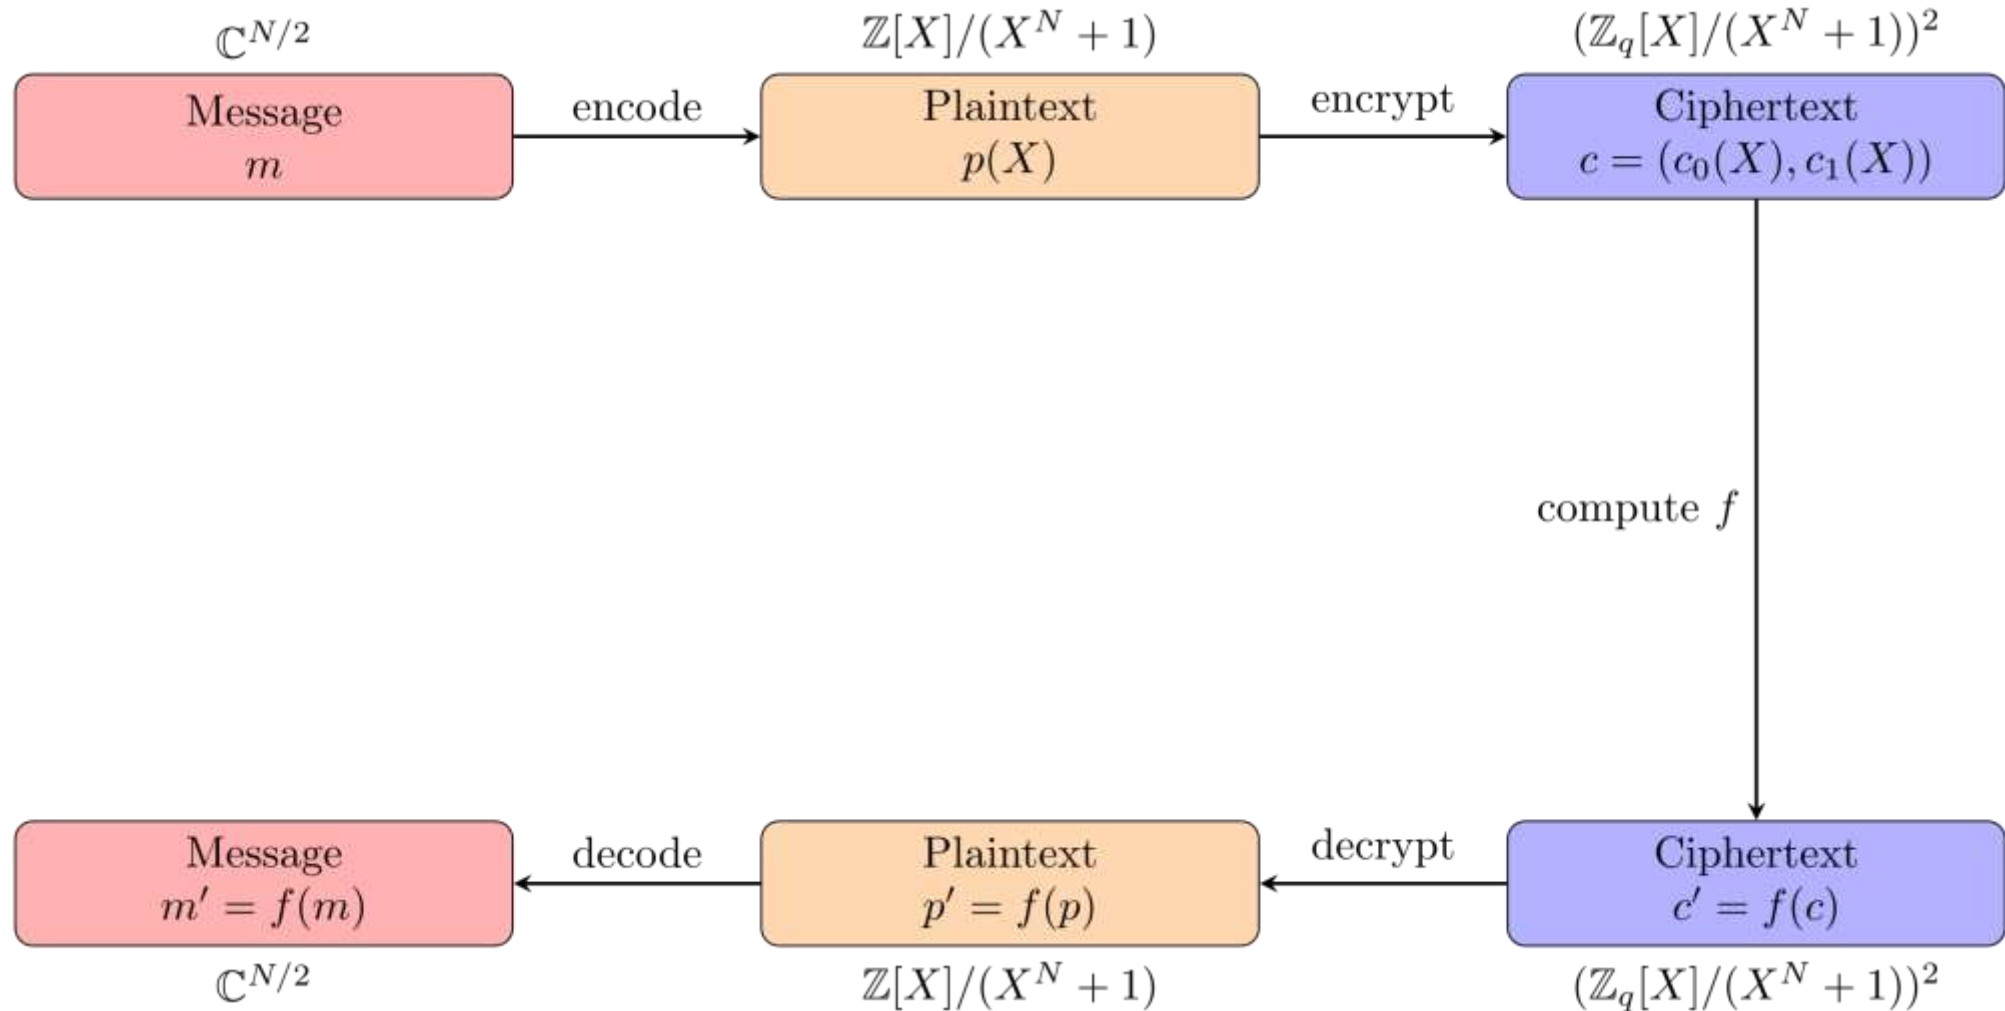 ℂ^{N/2}
ℤ[X]/(X^N + 1)
(ℤ_q[X]/(X^N + 1))^2
Message
m
encode
Plaintext
p(X)
encrypt
Ciphertext
c = (c_0(X), c_1(X))
compute f
Message
m′ = f(m)
decode
Plaintext
p′ = f(p)
decrypt
Ciphertext
c′ = f(c)
ℂ^{N/2}
ℤ[X]/(X^N + 1)
(ℤ_q[X]/(X^N + 1))^2